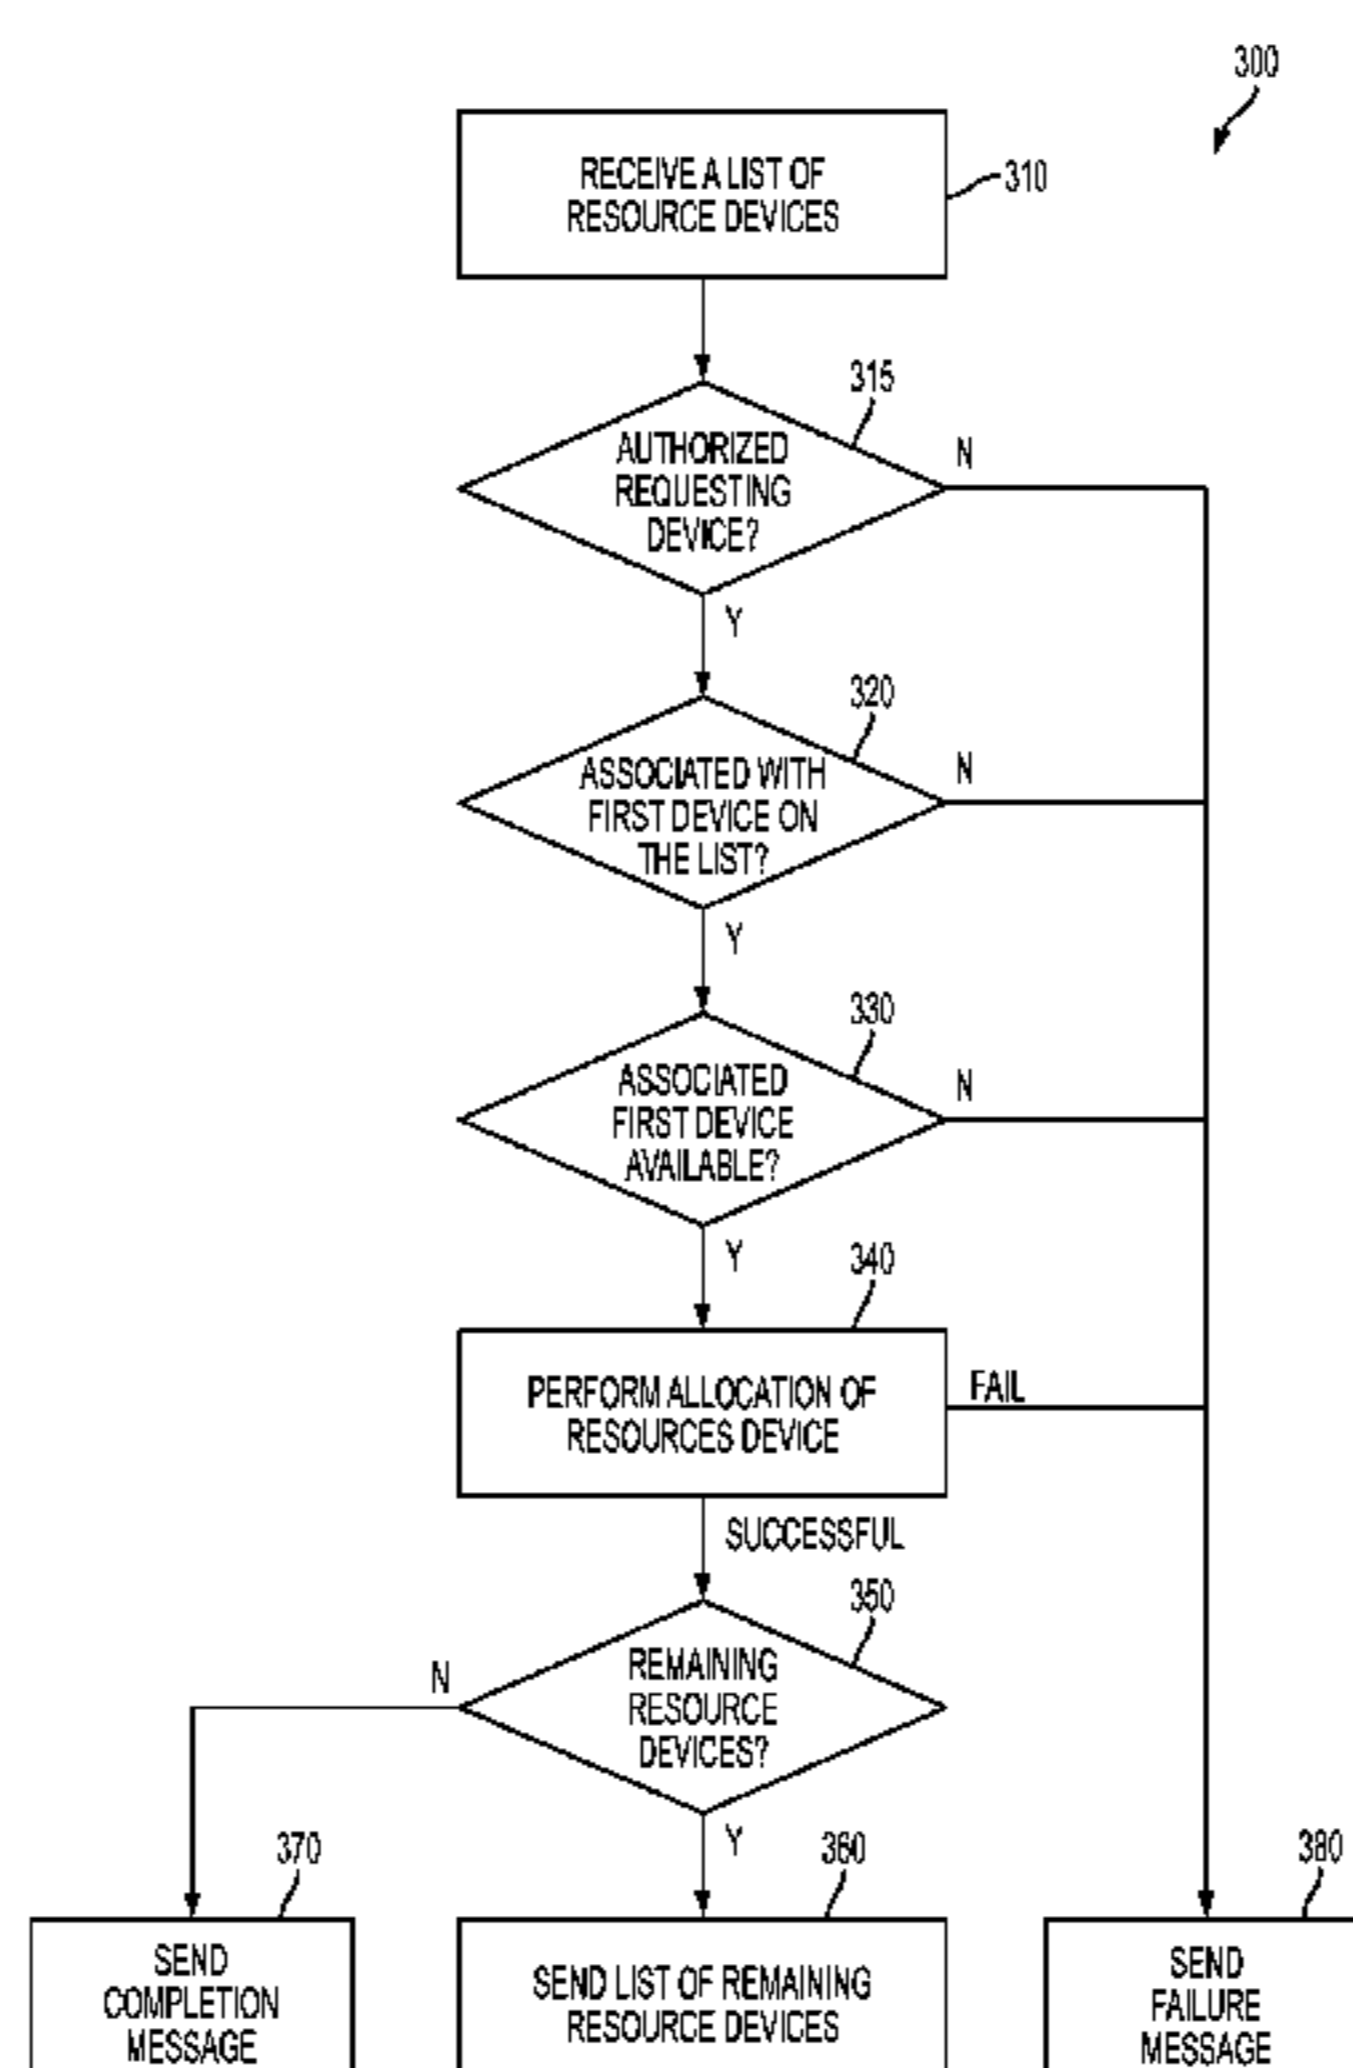 300
RECEIVE A LIST OF
RESOURCE DEVICES
310
315
AUTHORIZED
REQUESTING
DEVICE?
N
Y
320
ASSOCIATED WITH
FIRST DEVICE ON
THE LIST?
N
Y
330
ASSOCIATED
FIRST DEVICE
AVAILABLE?
N
Y
340
PERFORM ALLOCATION OF
RESOURCES DEVICE
FAIL
SUCCESSFUL
350
REMAINING
RESOURCE
DEVICES?
N
Y
370
SEND
COMPLETION
MESSAGE
360
SEND LIST OF REMAINING
RESOURCE DEVICES
380
SEND
FAILURE
MESSAGE